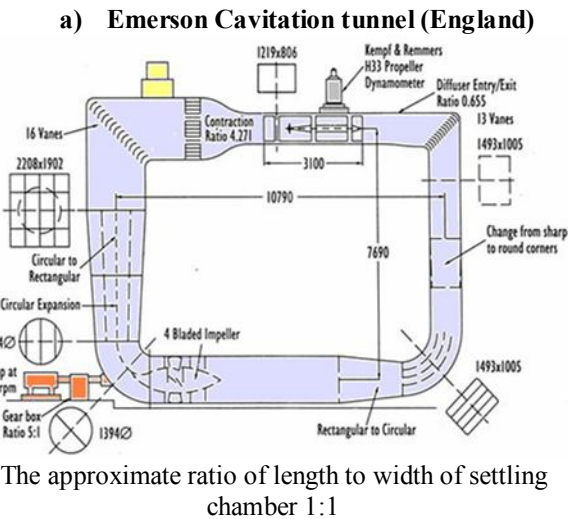 a) Emerson Cavitation tunnel (England)
1219x806
Kempf & Remmers
H33 Propeller
Dynamometer
Diffuser Entry/Exit
Ratio 0.655
Contraction
Ratio 4.271
13 Vanes
16 Vanes
1493x1005
3100
2208x1902
10790
7690
Change from sharp
to round corners
Circular to
Rectangular
Circular Expansion
4 Bladed Impeller
4Ø
p at
rpm
1493x1005
Gear box
Ratio 5:1
1394Ø
Rectangular to Circular
The approximate ratio of length to width of settling
chamber 1:1